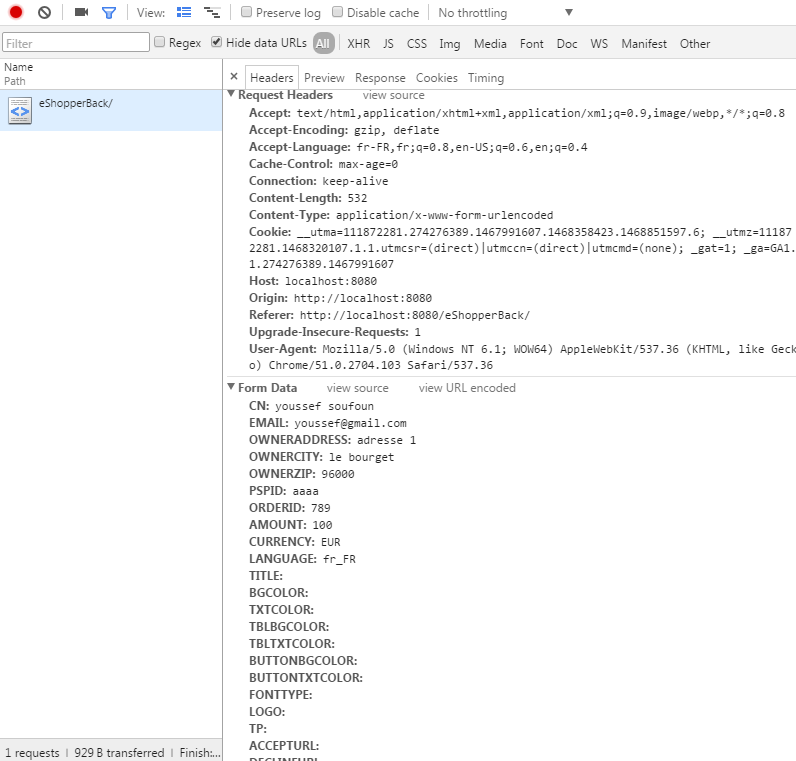 View: Preserve log Disable cache No throttling
Filter Regex Hide data URLs All XHR JS CSS Img Media Font Doc WS Manifest Other
Name
Path
eShopperBack/
× Headers Preview Response Cookies Timing
Request Headers view source
Accept: text/html,application/xhtml+xml,application/xml;q=0.9,image/webp,*/*;q=0.8
Accept-Encoding: gzip, deflate
Accept-Language: fr-FR,fr;q=0.8,en-US;q=0.6,en;q=0.4
Cache-Control: max-age=0
Connection: keep-alive
Content-Length: 532
Content-Type: application/x-www-form-urlencoded
Cookie: __utma=111872281.274276389.1467991607.1468358423.1468851597.6; __utmz=11187
2281.1468320107.1.1.utmcsr=(direct)|utmccn=(direct)|utmcmd=(none); _gat=1; _ga=GA1.
1.274276389.1467991607
Host: localhost:8080
Origin: http://localhost:8080
Referer: http://localhost:8080/eShopperBack/
Upgrade-Insecure-Requests: 1
User-Agent: Mozilla/5.0 (Windows NT 6.1; WOW64) AppleWebKit/537.36 (KHTML, like Geck
o) Chrome/51.0.2704.103 Safari/537.36
Form Data view source view URL encoded
CN: youssef soufoun
EMAIL: youssef@gmail.com
OWNERADDRESS: adresse 1
OWNERCITY: le bourget
OWNERZIP: 96000
PSPID: aaaa
ORDERID: 789
AMOUNT: 100
CURRENCY: EUR
LANGUAGE: fr_FR
TITLE:
BGCOLOR:
TXTCOLOR:
TBLBGCOLOR:
TBLTXTCOLOR:
BUTTONBGCOLOR:
BUTTONTXTCOLOR:
FONTTYPE:
LOGO:
TP:
ACCEPTURL:
DECLINEURL:
1 requests | 929 B transferred | Finish:...